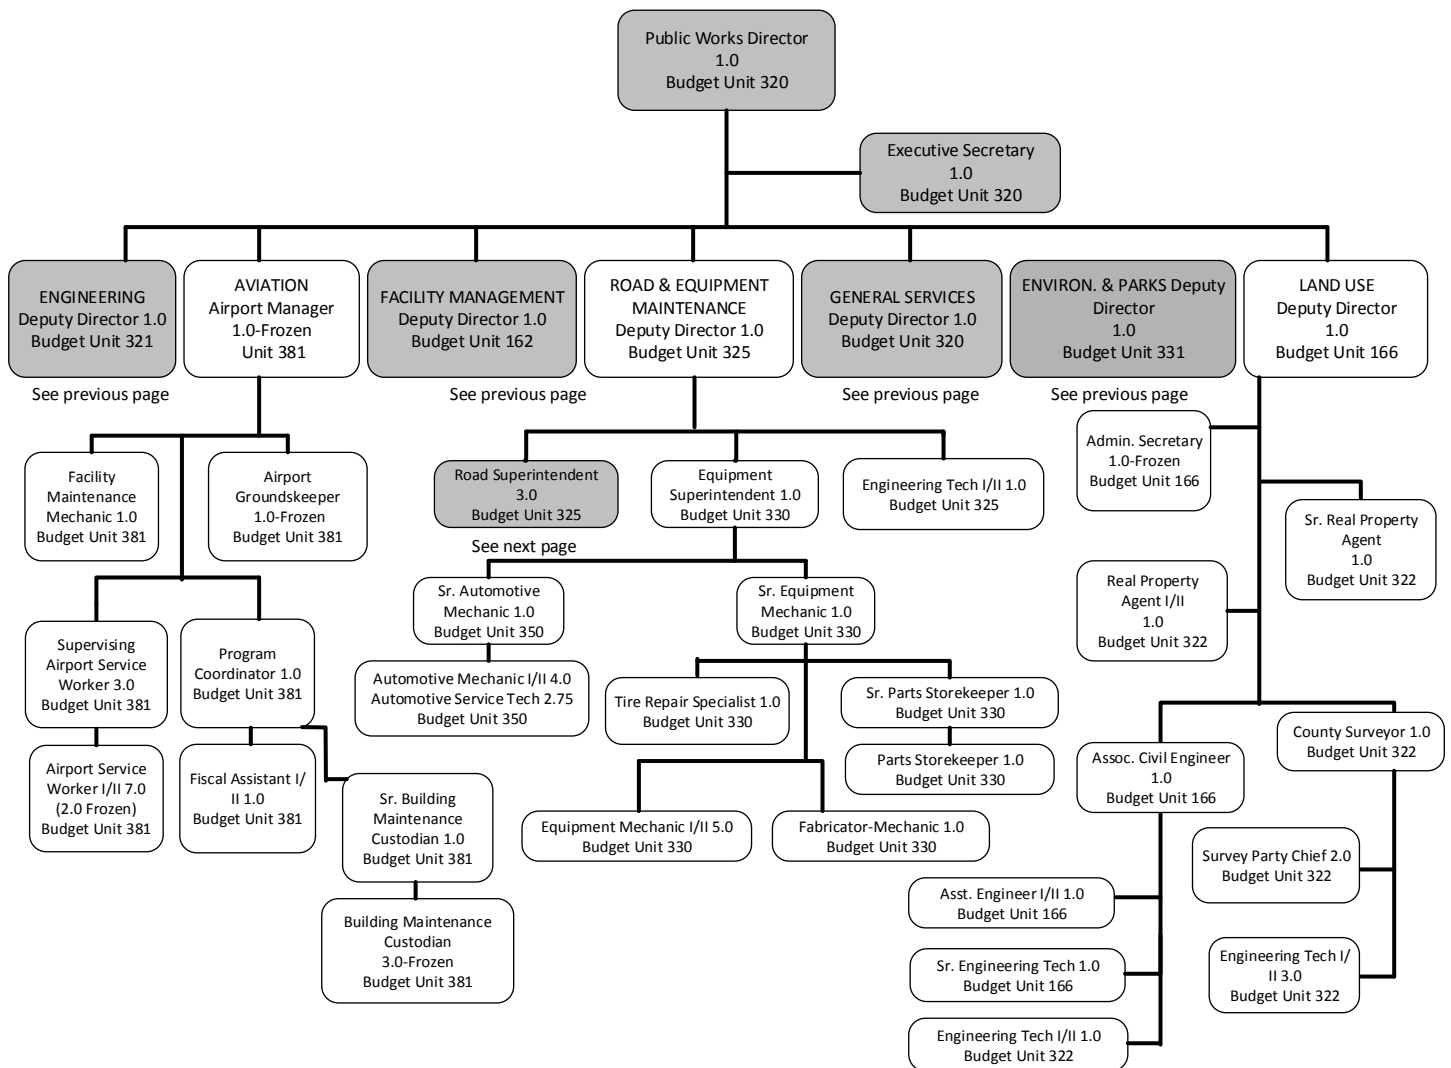 Public Works Director
1.0
Budget Unit 320
Executive Secretary
1.0
Budget Unit 320
ENGINEERING
Deputy Director 1.0
Budget Unit 321
AVIATION
Airport Manager
1.0-Frozen
Unit 381
FACILITY MANAGEMENT
Deputy Director 1.0
Budget Unit 162
ROAD & EQUIPMENT
MAINTENANCE
Deputy Director 1.0
Budget Unit 325
GENERAL SERVICES
Deputy Director 1.0
Budget Unit 320
ENVIRON. & PARKS Deputy
Director
1.0
Budget Unit 331
LAND USE
Deputy Director
1.0
Budget Unit 166
See previous page
See previous page
See previous page
See previous page
Facility
Maintenance
Mechanic 1.0
Budget Unit 381
Airport
Groundskeeper
1.0-Frozen
Budget Unit 381
Supervising
Airport Service
Worker 3.0
Budget Unit 381
Program
Coordinator 1.0
Budget Unit 381
Airport Service
Worker I/II 7.0
(2.0 Frozen)
Budget Unit 381
Fiscal Assistant I/
II 1.0
Budget Unit 381
Sr. Building
Maintenance
Custodian 1.0
Budget Unit 381
Building Maintenance
Custodian
3.0-Frozen
Budget Unit 381
Road Superintendent
3.0
Budget Unit 325
See next page
Equipment
Superintendent 1.0
Budget Unit 330
Engineering Tech I/II 1.0
Budget Unit 325
Sr. Automotive
Mechanic 1.0
Budget Unit 350
Sr. Equipment
Mechanic 1.0
Budget Unit 330
Automotive Mechanic I/II 4.0
Automotive Service Tech 2.75
Budget Unit 350
Tire Repair Specialist 1.0
Budget Unit 330
Sr. Parts Storekeeper 1.0
Budget Unit 330
Parts Storekeeper 1.0
Budget Unit 330
Equipment Mechanic I/II 5.0
Budget Unit 330
Fabricator-Mechanic 1.0
Budget Unit 330
Admin. Secretary
1.0-Frozen
Budget Unit 166
Sr. Real Property
Agent
1.0
Budget Unit 322
Real Property
Agent I/II
1.0
Budget Unit 322
Assoc. Civil Engineer
1.0
Budget Unit 166
County Surveyor 1.0
Budget Unit 322
Asst. Engineer I/II 1.0
Budget Unit 166
Sr. Engineering Tech 1.0
Budget Unit 166
Engineering Tech I/II 1.0
Budget Unit 322
Survey Party Chief 2.0
Budget Unit 322
Engineering Tech I/
II 3.0
Budget Unit 322